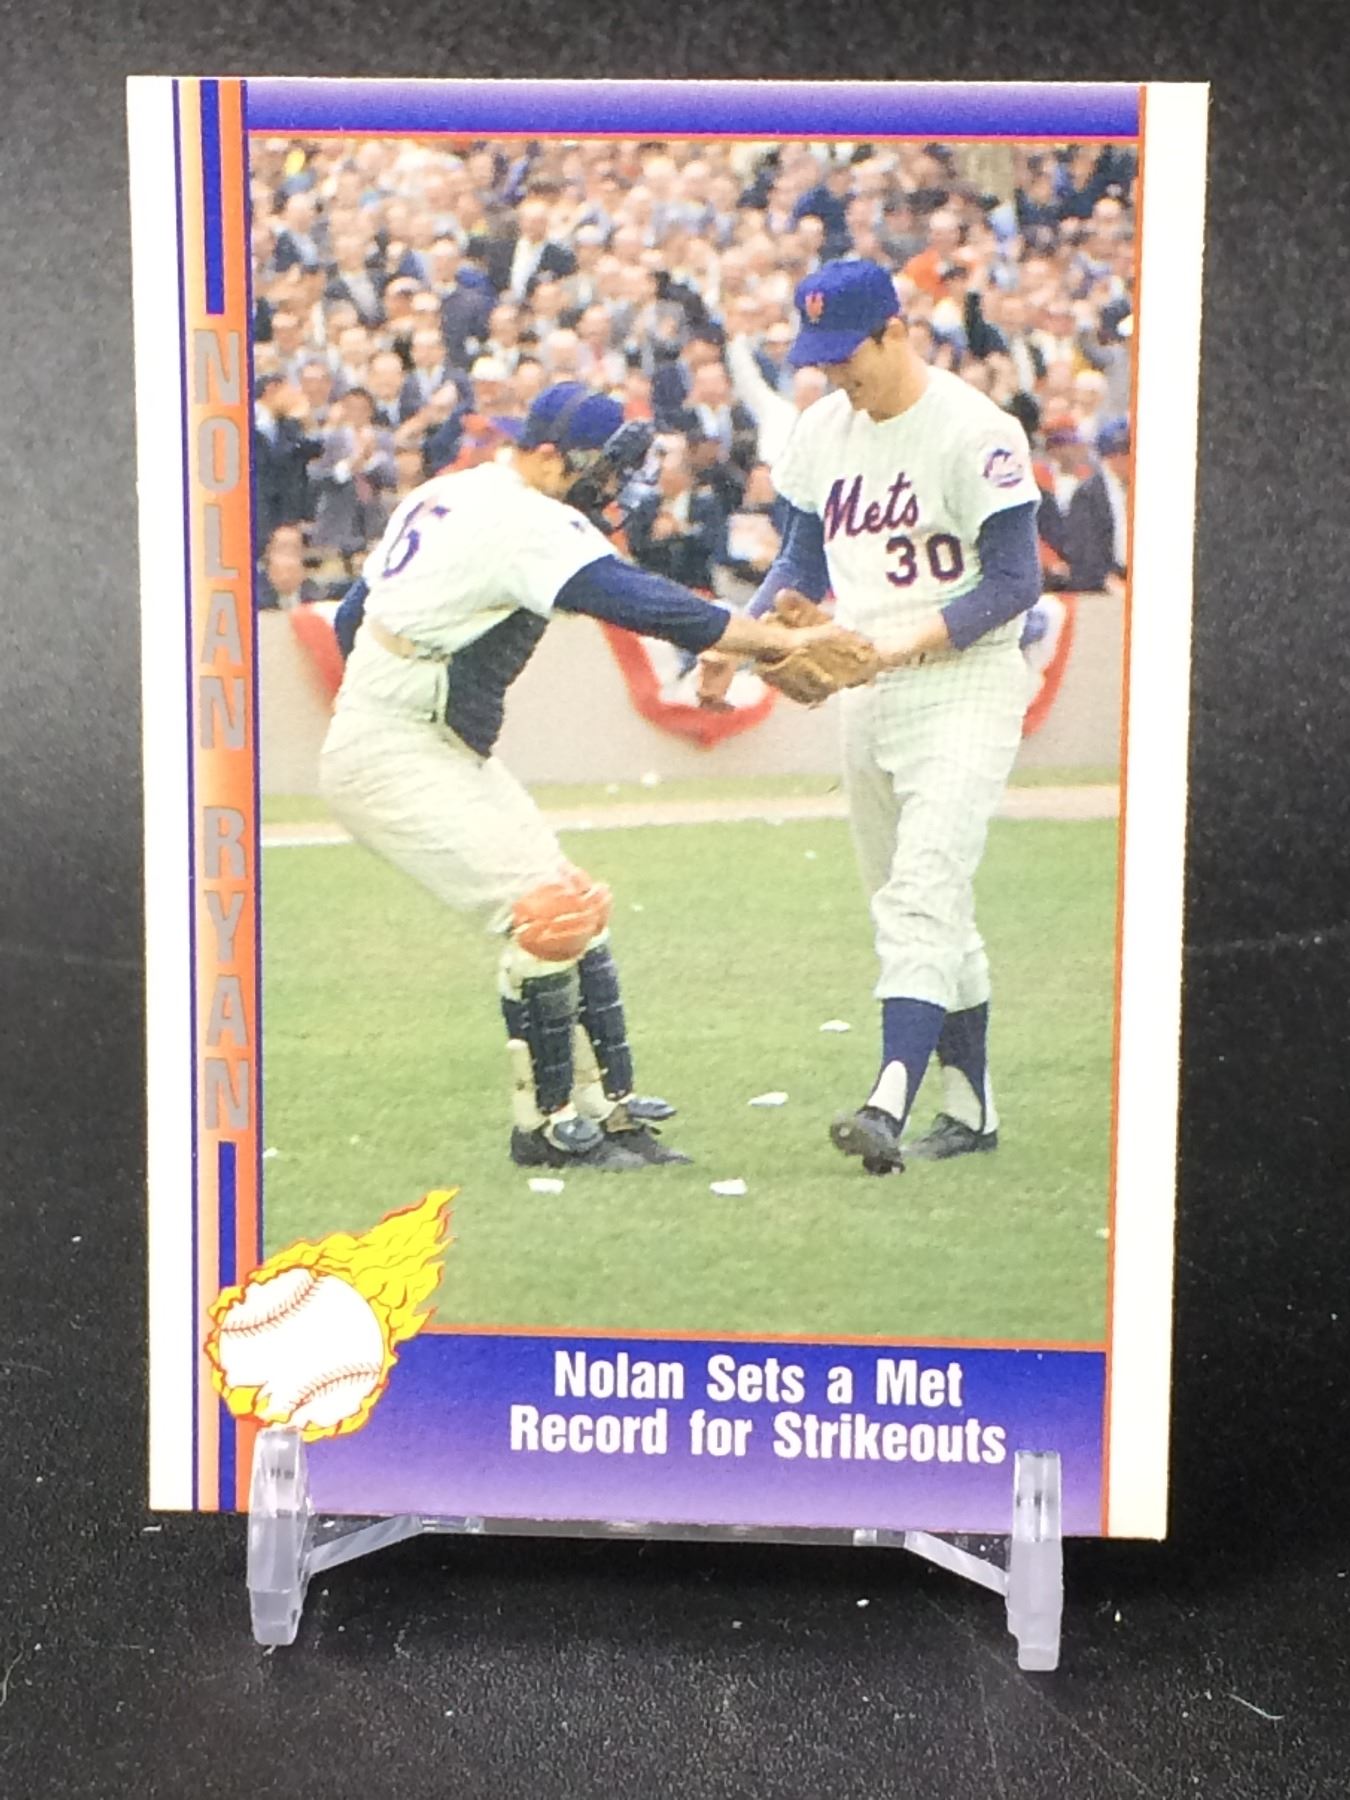 NOLAN RYAN
Mets
30
6
Nolan Sets a Met
Record for Strikeouts